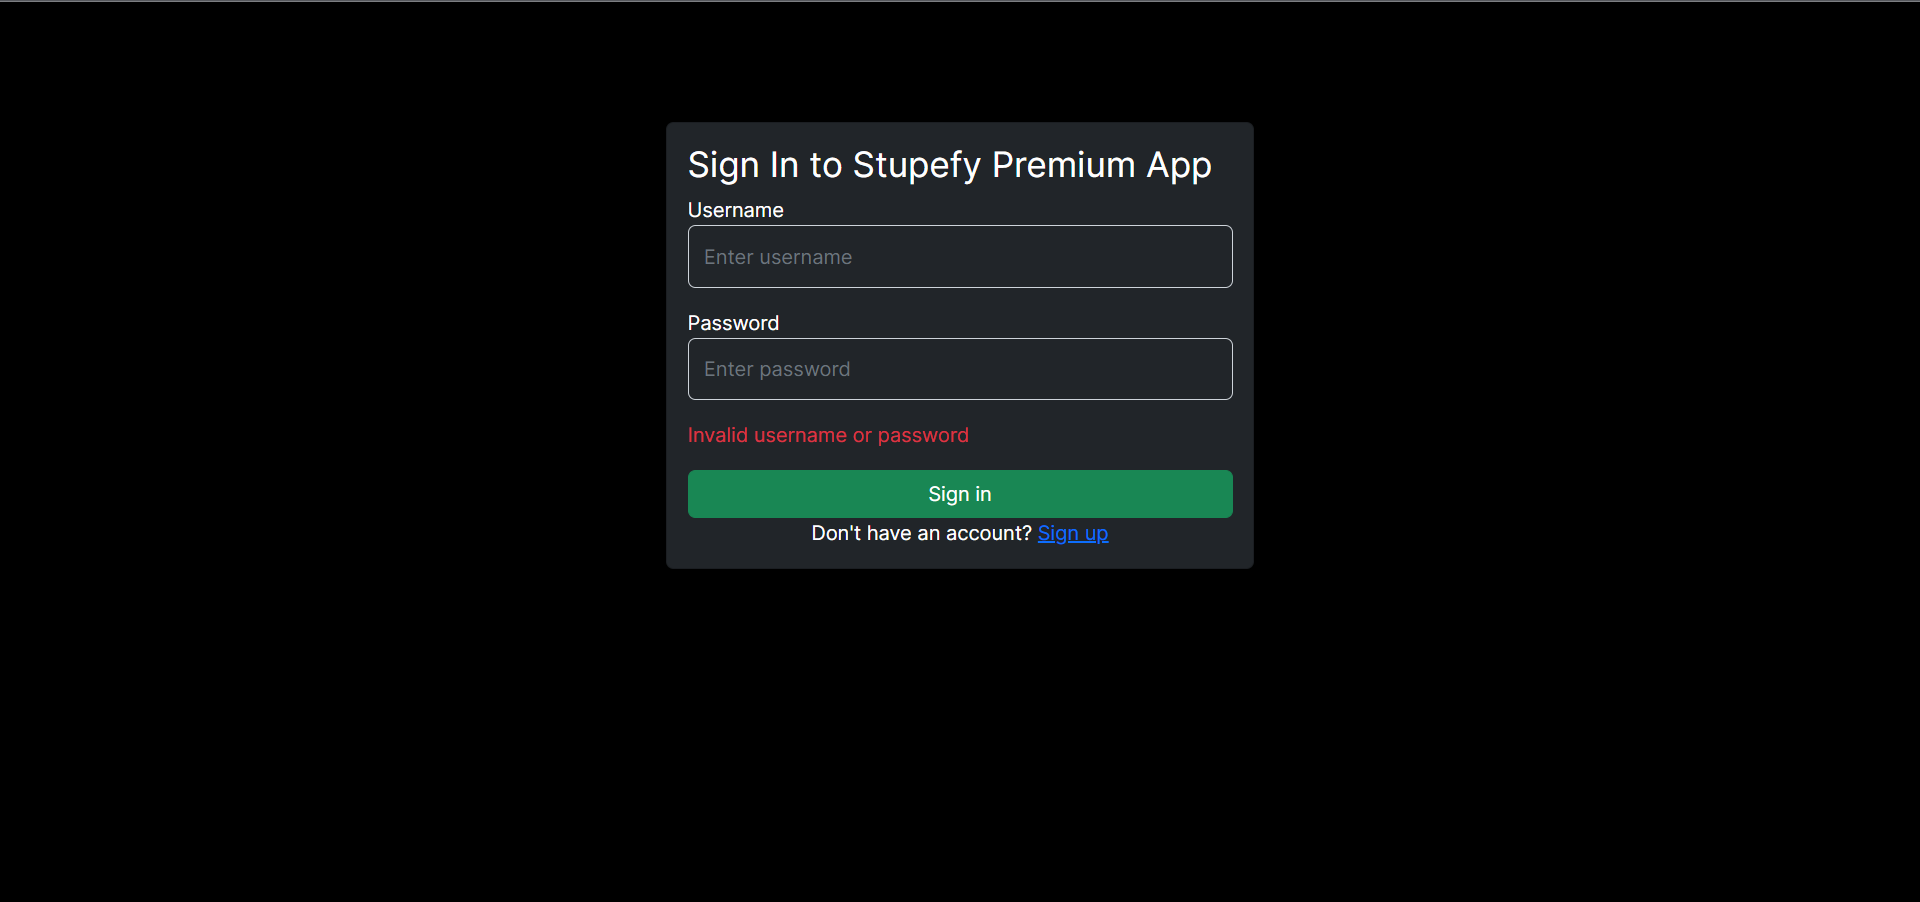 Sign In to Stupefy Premium App
Username
Enter username
Password
Enter password
Invalid username or password
Sign in
Don't have an account? Sign up